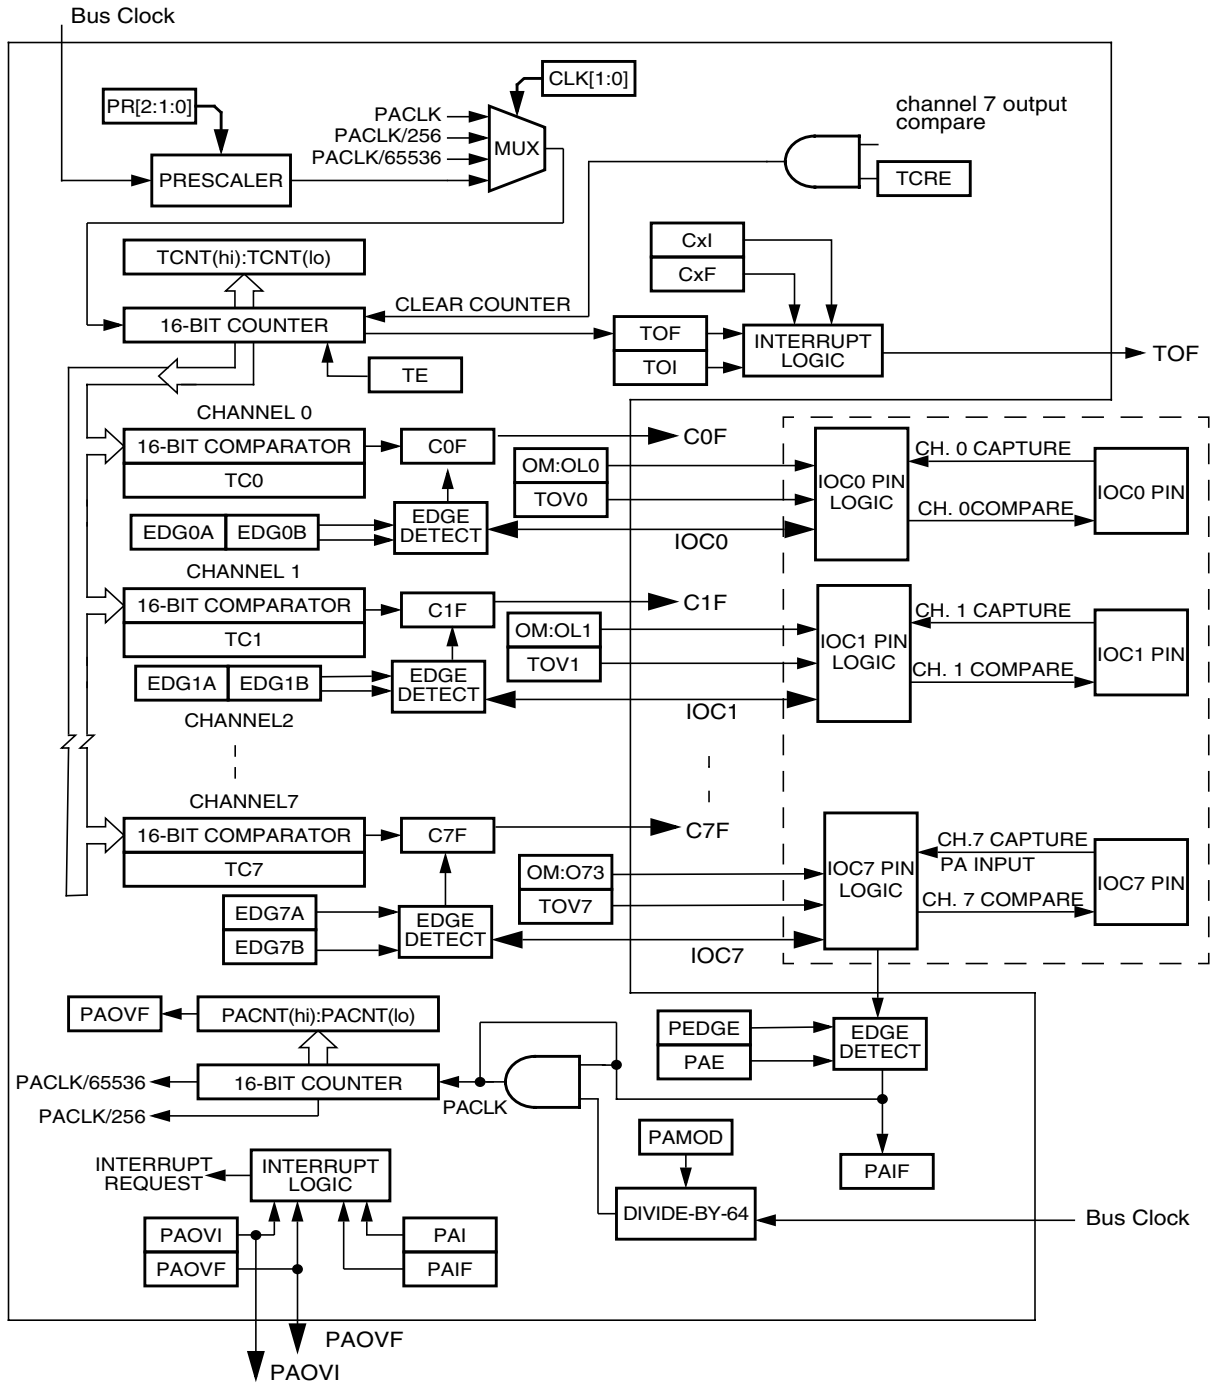 Bus Clock
PR[2:1:0]
CLK[1:0]
PACLK
PACLK/256
PACLK/65536
MUX
PRESCALER
channel 7 output
compare
TCRE
TCNT(hi):TCNT(lo)
CxI
CxF
CLEAR COUNTER
16-BIT COUNTER
TOF
TOI
INTERRUPT
LOGIC
TOF
TE
CHANNEL 0
16-BIT COMPARATOR
TC0
C0F
C0F
OM:OL0
TOV0
EDG0A
EDG0B
EDGE
DETECT
IOC0
IOC0 PIN
LOGIC
CH. 0 CAPTURE
CH. 0COMPARE
IOC0 PIN
CHANNEL 1
16-BIT COMPARATOR
TC1
C1F
C1F
OM:OL1
TOV1
EDG1A
EDG1B
EDGE
DETECT
IOC1
IOC1 PIN
LOGIC
CH. 1 CAPTURE
CH. 1 COMPARE
IOC1 PIN
CHANNEL2
CHANNEL7
16-BIT COMPARATOR
TC7
C7F
C7F
OM:O73
TOV7
EDG7A
EDG7B
EDGE
DETECT
IOC7
IOC7 PIN
LOGIC
CH.7 CAPTURE
PA INPUT
CH. 7 COMPARE
IOC7 PIN
PAOVF
PACNT(hi):PACNT(lo)
PEDGE
PAE
EDGE
DETECT
PACLK/65536
16-BIT COUNTER
PACLK/256
PACLK
PAMOD
PAIF
INTERRUPT
REQUEST
INTERRUPT
LOGIC
DIVIDE-BY-64
Bus Clock
PAOVI
PAOVF
PAI
PAIF
PAOVF
PAOVI